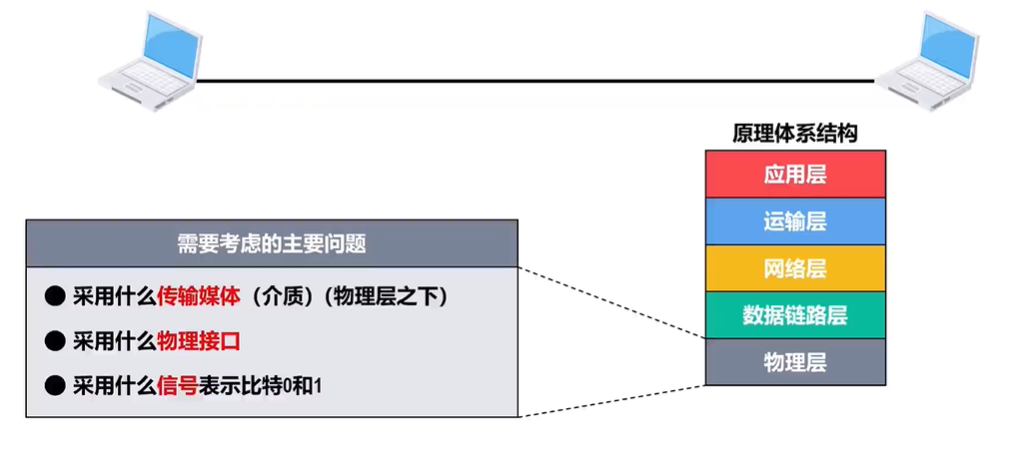 原理体系结构
应用层
运输层
网络层
数据链路层
物理层
需要考虑的主要问题
● 采用什么传输媒体（介质）(物理层之下）
● 采用什么物理接口
● 采用什么信号表示比特0和1